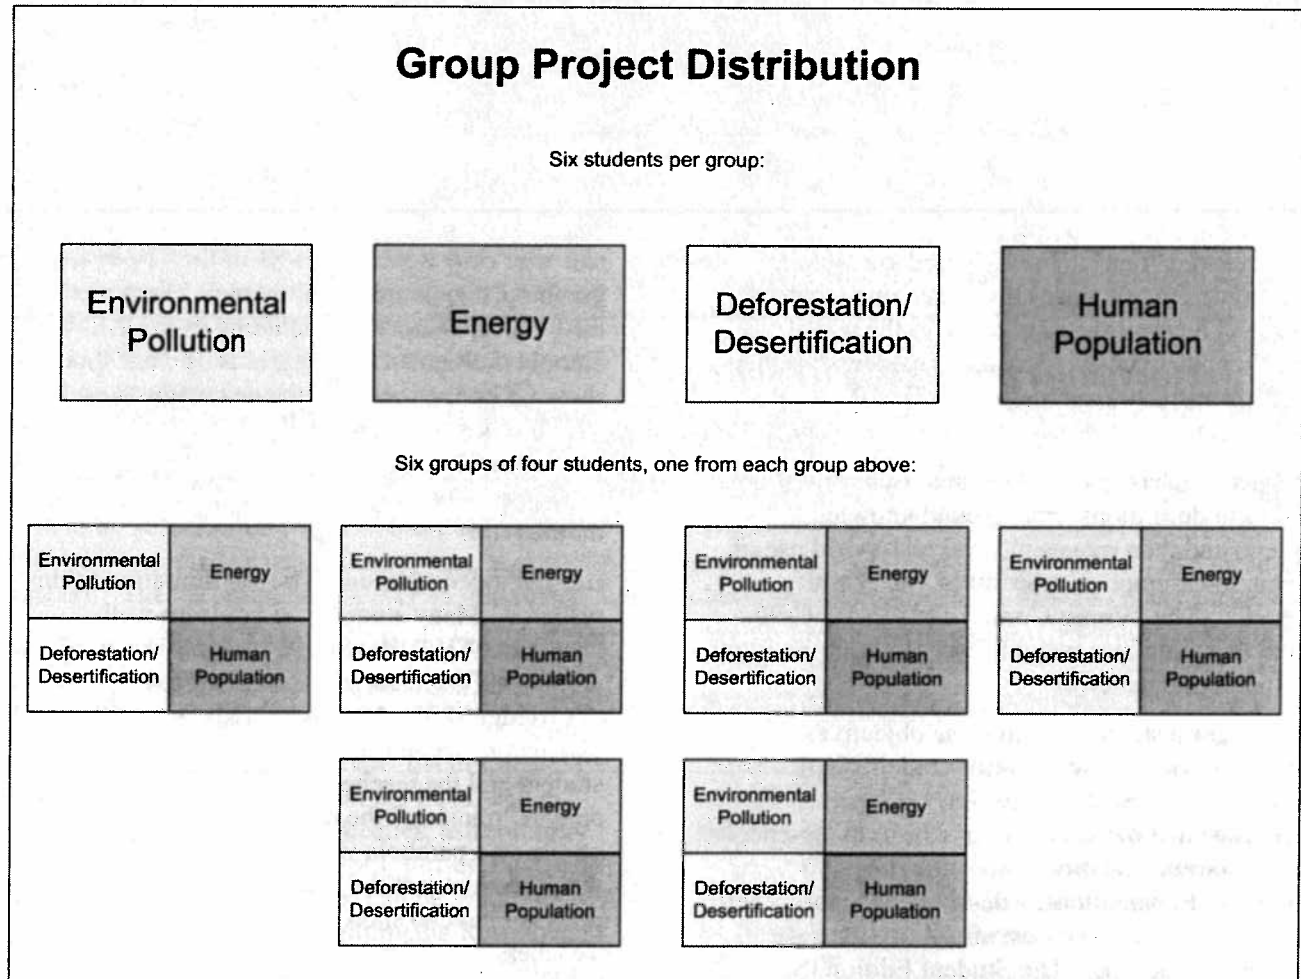 Group Project Distribution
Six students per group:
Environmental
Pollution
Energy
Deforestation/
Desertification
Human
Population
Six groups of four students, one from each group above:
Environmental
Pollution
Energy
Deforestation/
Desertification
Human
Population
Environmental
Pollution
Energy
Deforestation/
Desertification
Human
Population
Environmental
Pollution
Energy
Deforestation/
Desertification
Human
Population
Environmental
Pollution
Energy
Deforestation/
Desertification
Human
Population
Environmental
Pollution
Energy
Deforestation/
Desertification
Human
Population
Environmental
Pollution
Energy
Deforestation/
Desertification
Human
Population